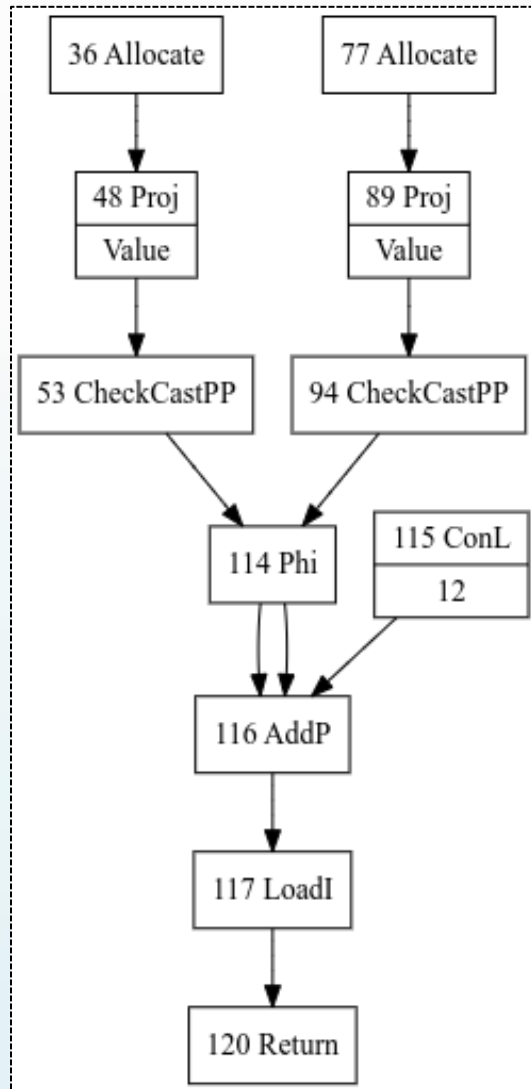 36 Allocate
77 Allocate
48 Proj
Value
89 Proj
Value
53 CheckCastPP
94 CheckCastPP
114 Phi
115 ConL
12
116 AddP
117 LoadI
120 Return